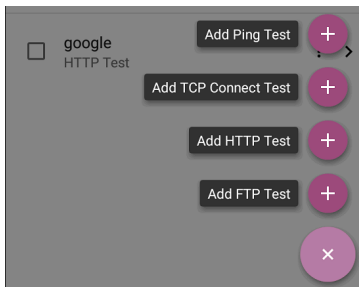 google
HTTP Test
Add Ping Test
Add TCP Connect Test
Add HTTP Test
Add FTP Test